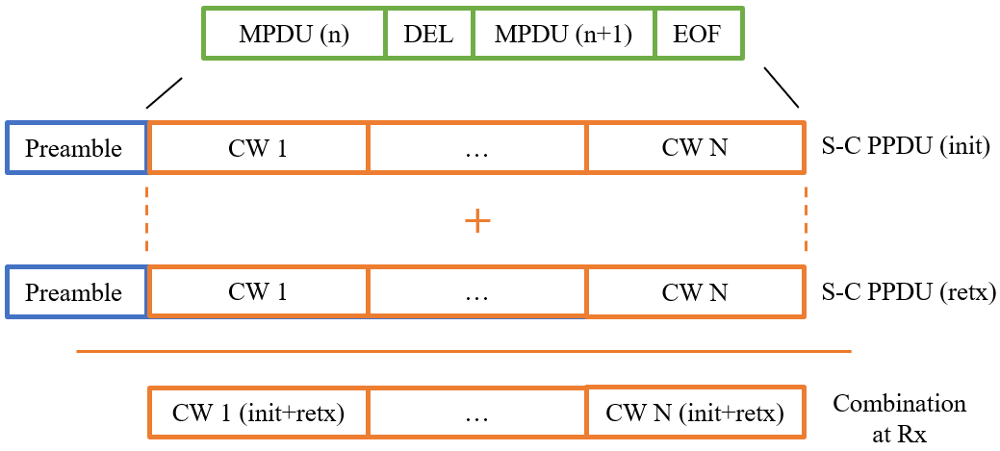 MPDU (n) DEL MPDU (n+1) EOF
Preamble CW 1 … CW N S-C PPDU (init)
+
Preamble CW 1 … CW N S-C PPDU (retx)
CW 1 (init+retx) … CW N (init+retx) Combination
at Rx